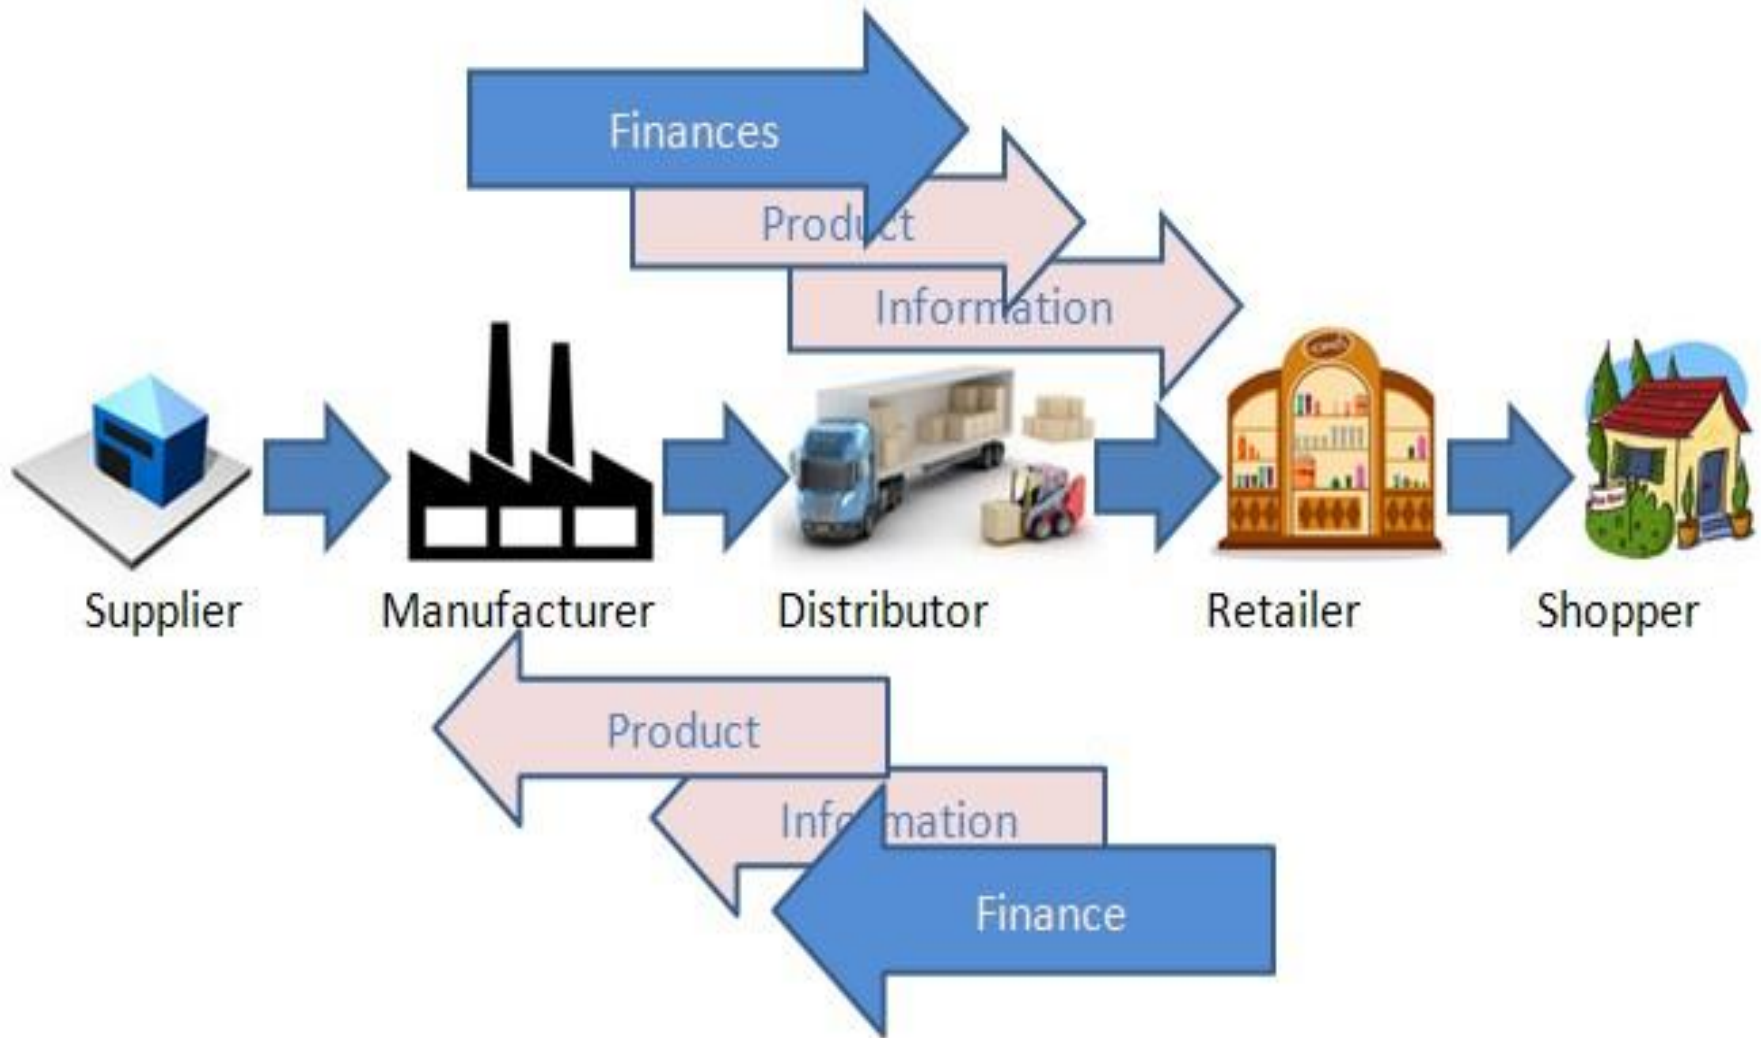 Finances
Product
Information
Supplier
Manufacturer
Distributor
Retailer
Shopper
Product
Information
Finance